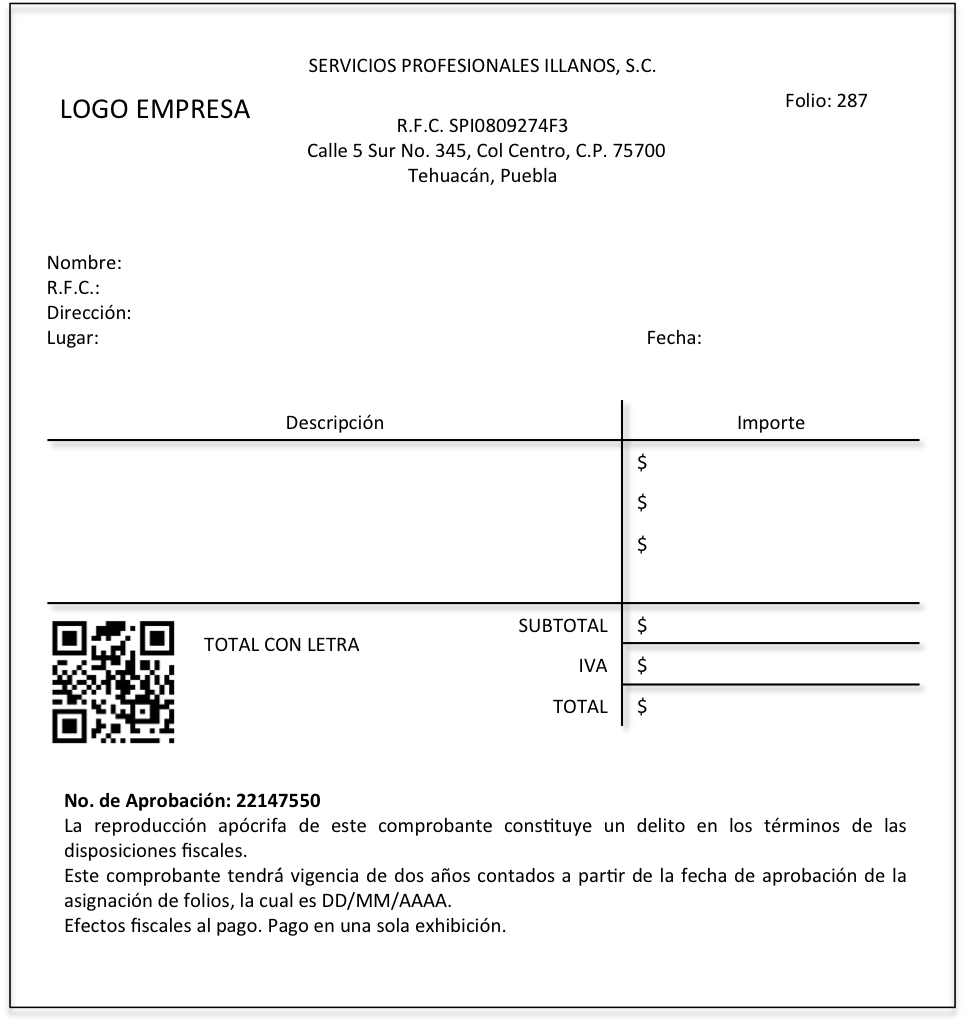 SERVICIOS PROFESIONALES ILLANOS, S.C.
LOGO EMPRESA
Folio: 287
R.F.C. SPI0809274F3
Calle 5 Sur No. 345, Col Centro, C.P. 75700
Tehuacán, Puebla
Nombre:
R.F.C.:
Dirección:
Lugar:
Fecha:
Descripción
Importe
$
$
$
TOTAL CON LETRA
SUBTOTAL
$
IVA
$
TOTAL
$
No. de Aprobación: 22147550
La reproducción apócrifa de este comprobante constituye un delito en los términos de las
disposiciones fiscales.
Este comprobante tendrá vigencia de dos años contados a partir de la fecha de aprobación de la
asignación de folios, la cual es DD/MM/AAAA.
Efectos fiscales al pago. Pago en una sola exhibición.